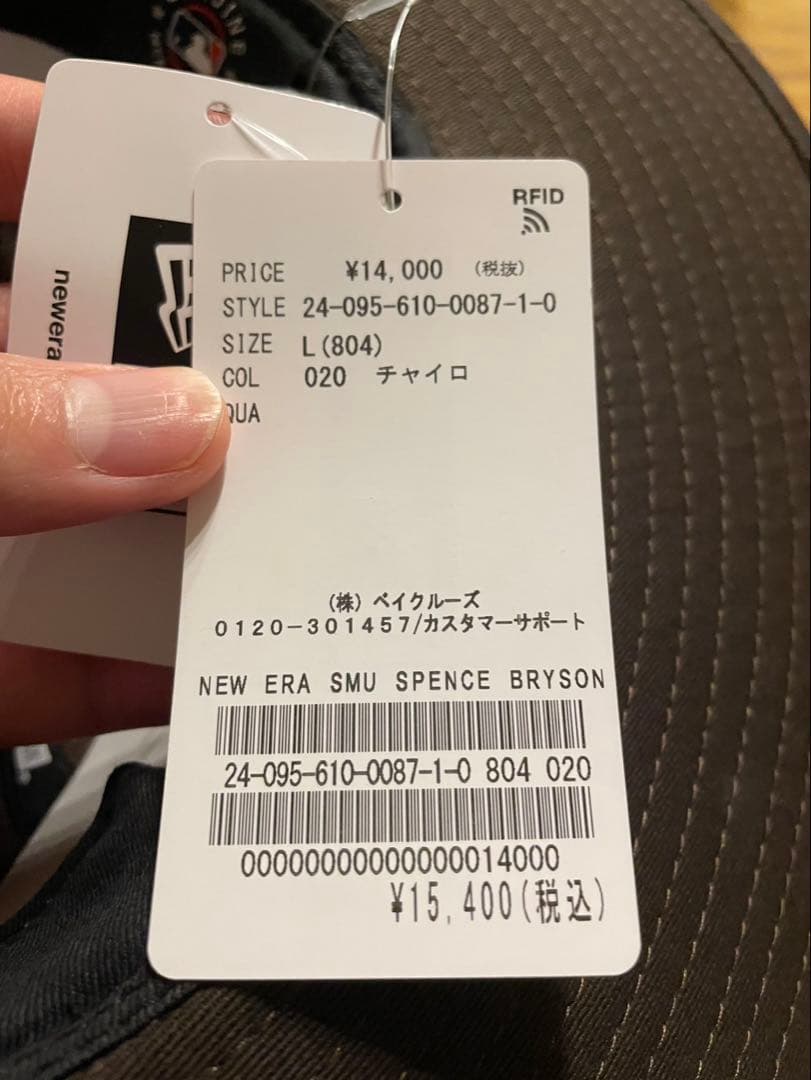 newera
RFID
PRICE ¥14,000 (税抜)
STYLE 24-095-610-0087-1-0
SIZE L(804)
COL 020 チャイロ
QUA
(株) ベイクルーズ
0120-301457/カスタマーサポート
NEW ERA SMU SPENCE BRYSON
24-095-610-0087-1-0 804 020
00000000000000014000
¥15,400(税込)